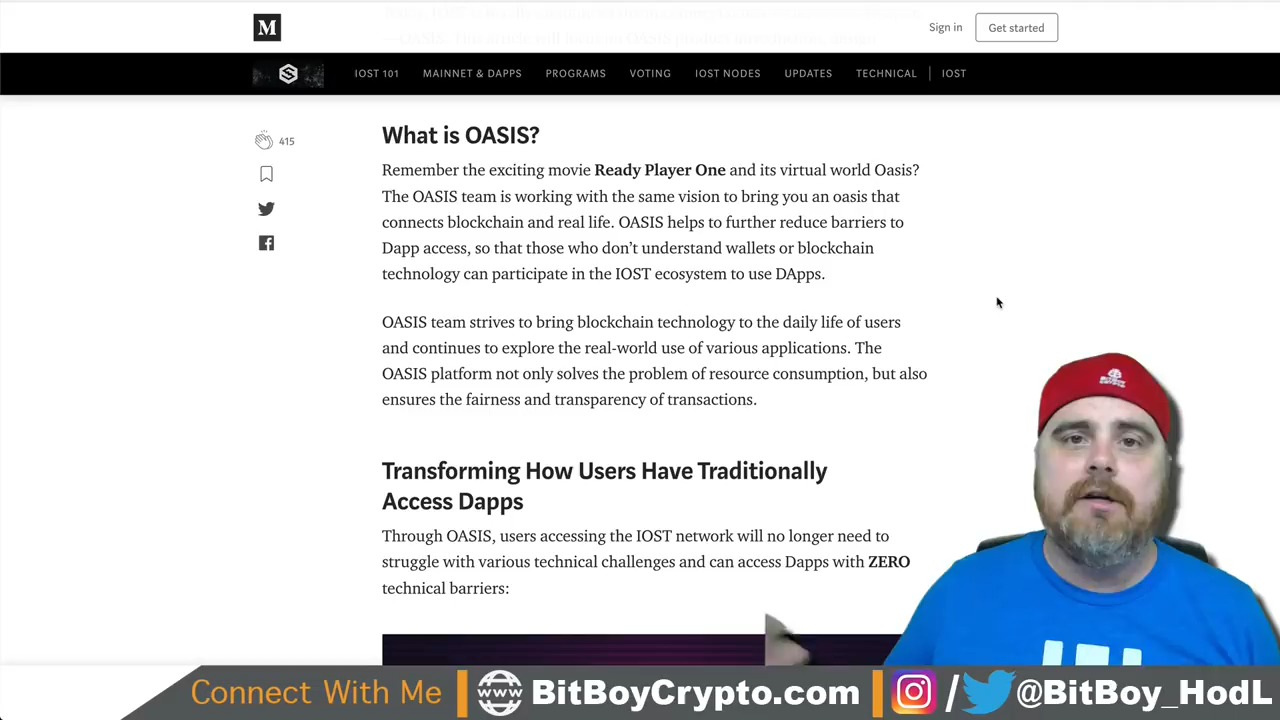 M
Sign in
Get started
IOST 101 MAINNET & DAPPS PROGRAMS VOTING IOST NODES UPDATES TECHNICAL IOST
415
What is OASIS?
Remember the exciting movie Ready Player One and its virtual world Oasis?
The OASIS team is working with the same vision to bring you an oasis that
connects blockchain and real life. OASIS helps to further reduce barriers to
Dapp access, so that those who don’t understand wallets or blockchain
technology can participate in the IOST ecosystem to use DApps.
OASIS team strives to bring blockchain technology to the daily life of users
and continues to explore the real-world use of various applications. The
OASIS platform not only solves the problem of resource consumption, but also
ensures the fairness and transparency of transactions.
Transforming How Users Have Traditionally
Access Dapps
Through OASIS, users accessing the IOST network will no longer need to
struggle with various technical challenges and can access Dapps with ZERO
technical barriers:
BITBOY
CRYPTO
Connect With Me | WWW BitBoyCrypto.com | / @BitBoy_HodL